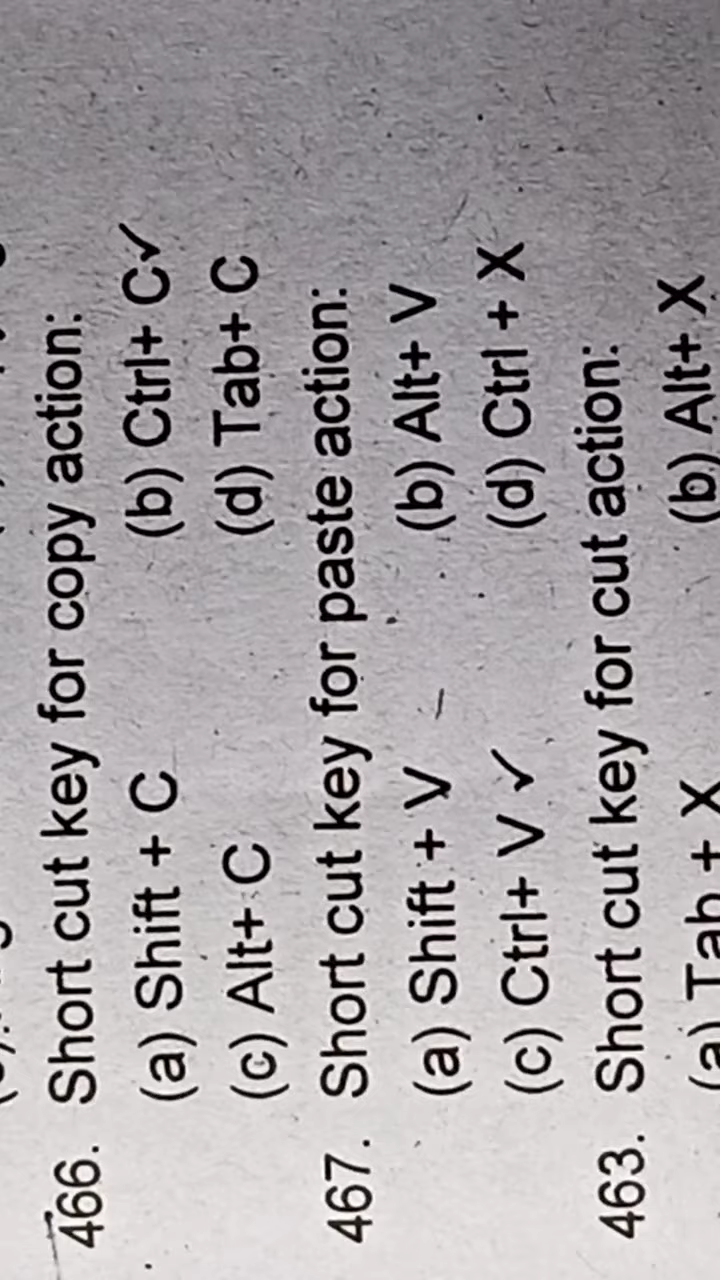 466. Short cut key for copy action:
(a) Shift + C (b) Ctrl+ C✓
(c) Alt+ C (d) Tab+ C
467. Short cut key for paste action:
(a) Shift + V (b) Alt+ V
(c) Ctrl+ V ✓ (d) Ctrl + X
463. Short cut key for cut action:
(a) Tab + X (b) Alt+ X